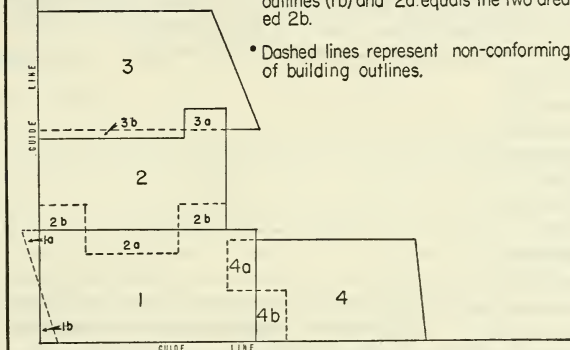 outlines (rb) and 2a equals the two area
ed 2b.
• Dashed lines represent non-conforming
of building outlines.
3
GUIDE LINE
3b
3a
2
2b
2b
1a
2a
4a
1
4
4b
1b
GUIDE LINE